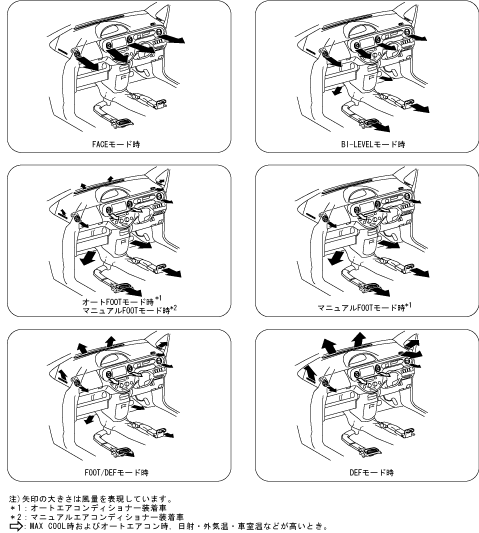 FACEモード時
BI-LEVELモード時
オートFOOTモード時*1
マニュアルFOOTモード時*2
マニュアルFOOTモード時*1
FOOT/DEFモード時
DEFモード時
注)矢印の大きさは風量を表現しています。
*1:オートエアコンディショナー装着車
*2:マニュアルエアコンディショナー装着車
⇨:MAX COOL時およびオートエアコン時、日射・外気温・車室温などが高いとき。